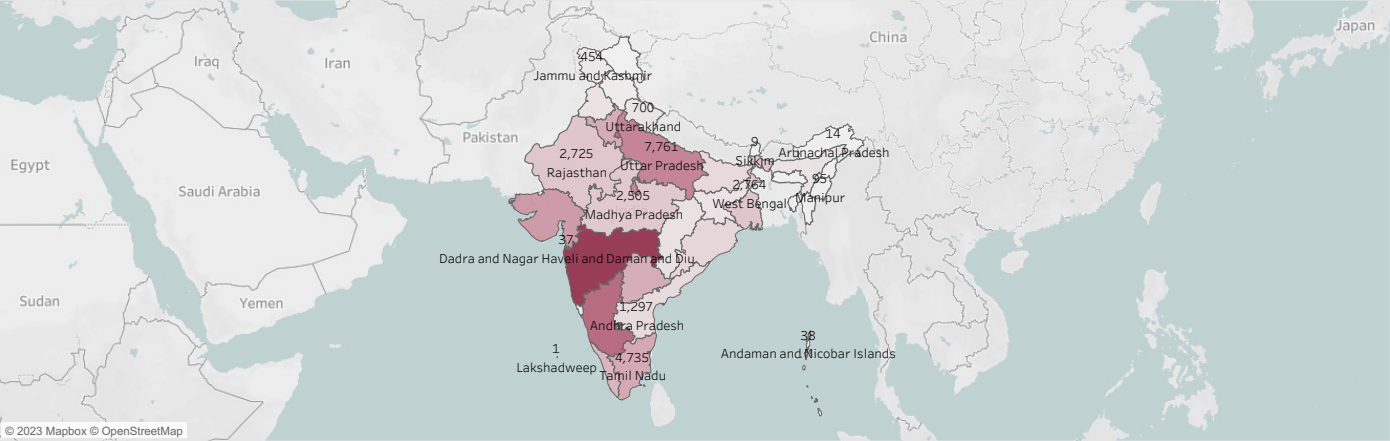 Japan
China
Iraq
Iran
454
Jammu and Kashmir
700
Uttarakhand
Pakistan
9
14
Sikkim
Arunachal Pradesh
7,761
Uttar Pradesh
2,725
Rajasthan
Egypt
Saudi Arabia
2,764
West Bengal
95
Manipur
2,505
Madhya Pradesh
37
Dadra and Nagar Haveli and Daman and Diu
Sudan
Yemen
1,297
Andhra Pradesh
38
Andaman and Nicobar Islands
1
Lakshadweep
4,735
Tamil Nadu
© 2023 Mapbox © OpenStreetMap